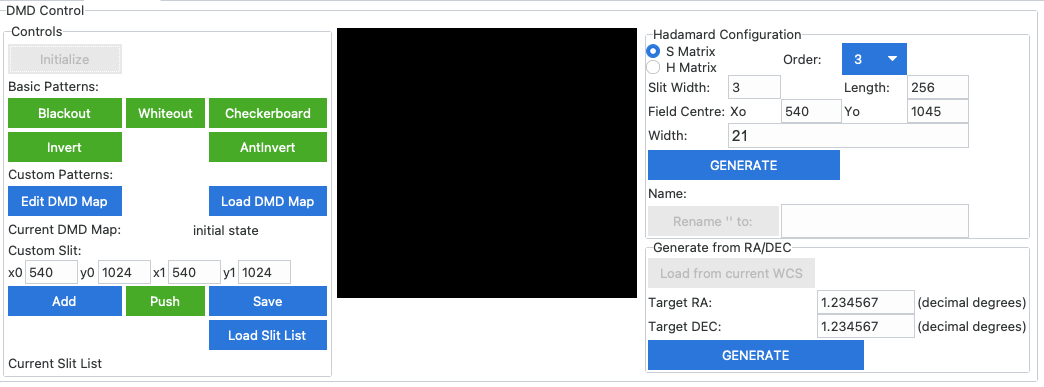 DMD Control
Controls
Initialize
Basic Patterns:
Blackout Whiteout Checkerboard
Invert AntInvert
Custom Patterns:
Edit DMD Map Load DMD Map
Current DMD Map: initial state
Custom Slit:
x0 540 y0 1024 x1 540 y1 1024
Add Push Save
Load Slit List
Current Slit List
Hadamard Configuration
S Matrix
H Matrix
Order: 3
Slit Width: 3 Length: 256
Field Centre: Xo 540 Yo 1045
Width: 21
GENERATE
Name:
Rename '' to:
Generate from RA/DEC
Load from current WCS
Target RA: 1.234567 (decimal degrees)
Target DEC: 1.234567 (decimal degrees)
GENERATE